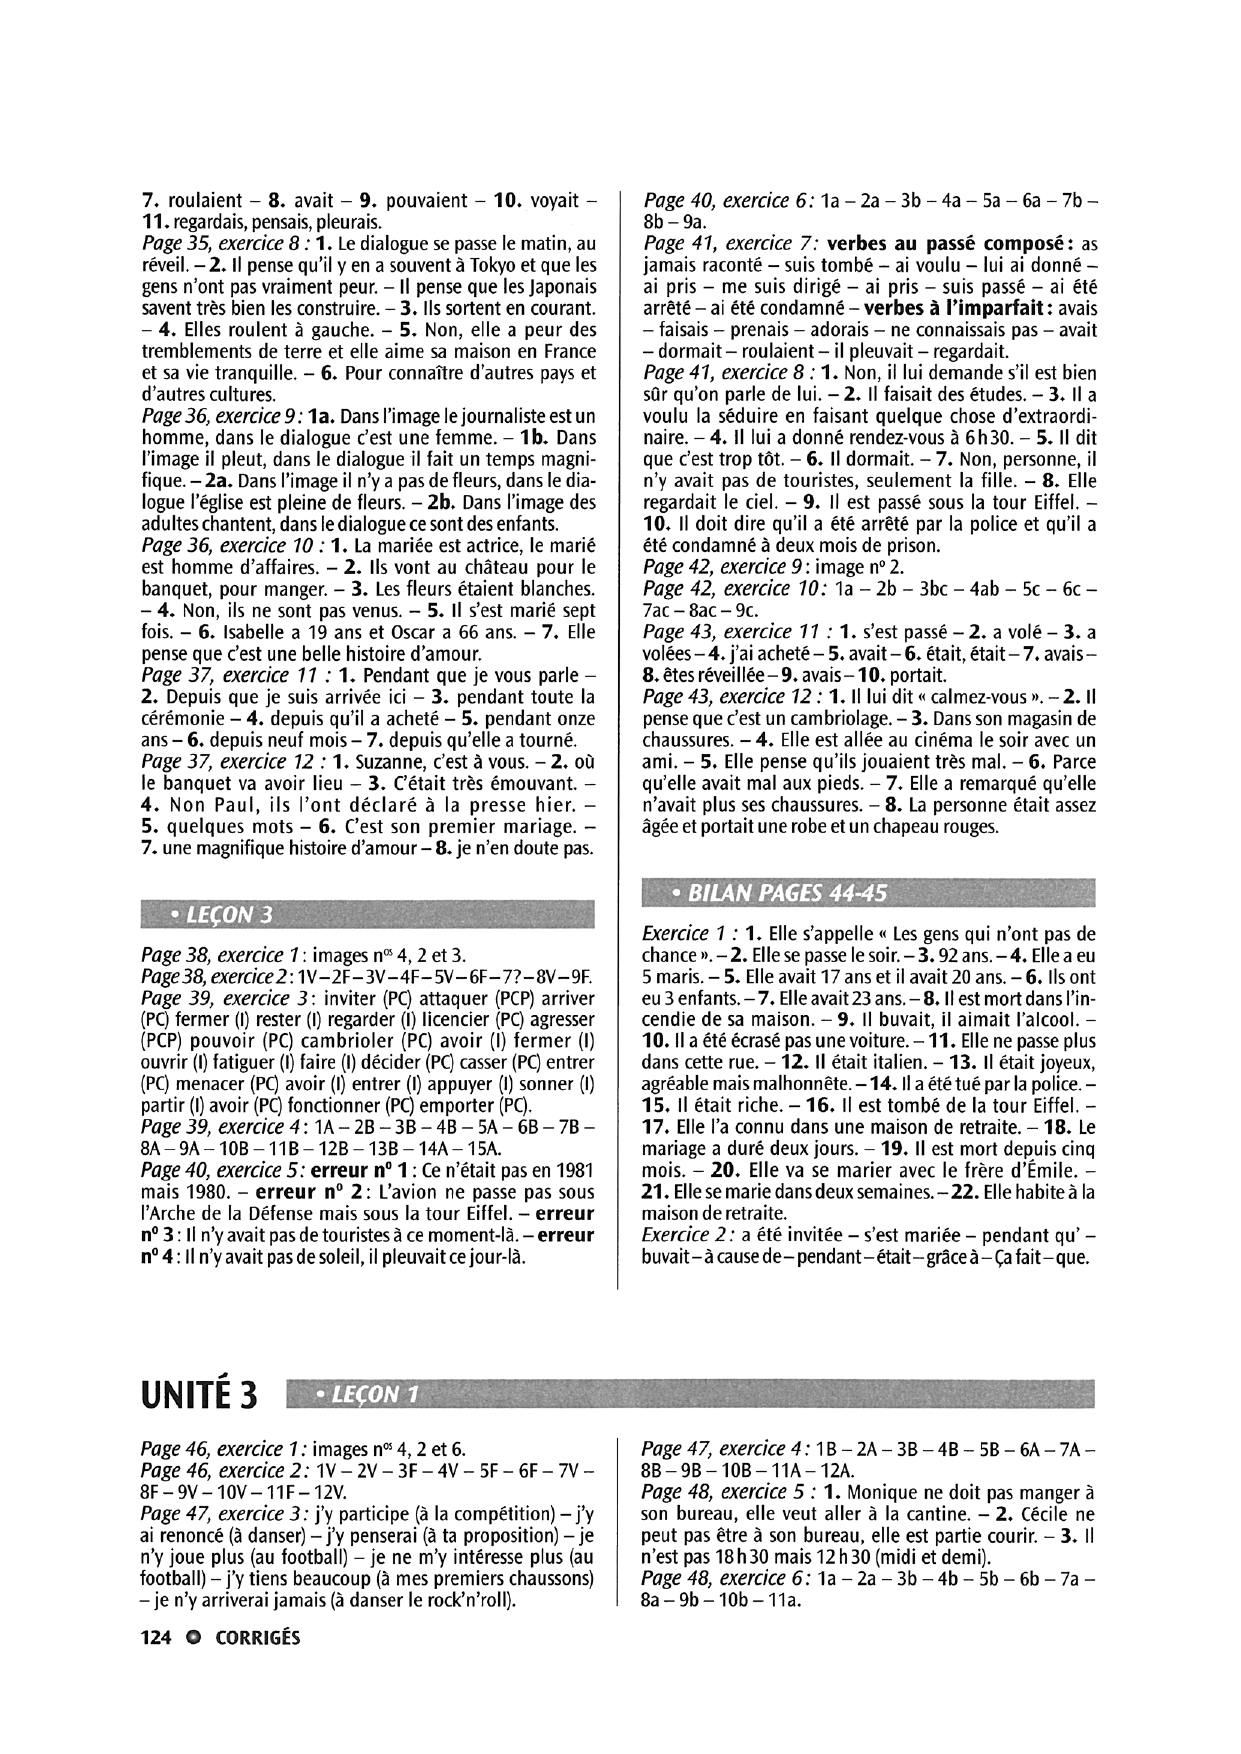 7. roulaient – 8. avait – 9. pouvaient – 10. voyait –
11. regardais, pensais, pleurais.
Page 35, exercice 8 : 1. Le dialogue se passe le matin, au
réveil. – 2. Il pense qu'il y en a souvent à Tokyo et que les
gens n'ont pas vraiment peur. – Il pense que les Japonais
savent très bien les construire. – 3. Ils sortent en courant.
– 4. Elles roulent à gauche. – 5. Non, elle a peur des
tremblements de terre et elle aime sa maison en France
et sa vie tranquille. – 6. Pour connaître d'autres pays et
d'autres cultures.
Page 36, exercice 9 : 1a. Dans l'image le journaliste est un
homme, dans le dialogue c'est une femme. – 1b. Dans
l'image il pleut, dans le dialogue il fait un temps magni-
fique. – 2a. Dans l'image il n'y a pas de fleurs, dans le dia-
logue l'église est pleine de fleurs. – 2b. Dans l'image des
adultes chantent, dans le dialogue ce sont des enfants.
Page 36, exercice 10 : 1. La mariée est actrice, le marié
est homme d'affaires. – 2. Ils vont au château pour le
banquet, pour manger. – 3. Les fleurs étaient blanches.
– 4. Non, ils ne sont pas venus. – 5. Il s'est marié sept
fois. – 6. Isabelle a 19 ans et Oscar a 66 ans. – 7. Elle
pense que c'est une belle histoire d'amour.
Page 37, exercice 11 : 1. Pendant que je vous parle –
2. Depuis que je suis arrivée ici – 3. pendant toute la
cérémonie – 4. depuis qu'il a acheté – 5. pendant onze
ans – 6. depuis neuf mois – 7. depuis qu'elle a tourné.
Page 37, exercice 12 : 1. Suzanne, c'est à vous. – 2. où
le banquet va avoir lieu – 3. C'était très émouvant. –
4. Non Paul, ils l'ont déclaré à la presse hier. –
5. quelques mots – 6. C'est son premier mariage. –
7. une magnifique histoire d'amour – 8. je n'en doute pas.
• LEÇON 3
Page 38, exercice 1 : images nos 4, 2 et 3.
Page 38, exercice 2 : 1V – 2F – 3V – 4F – 5V – 6F – 7? – 8V – 9F.
Page 39, exercice 3 : inviter (PC) attaquer (PCP) arriver
(PC) fermer (I) rester (I) regarder (I) licencier (PC) agresser
(PCP) pouvoir (PC) cambrioler (PC) avoir (I) fermer (I)
ouvrir (I) fatiguer (I) faire (I) décider (PC) casser (PC) entrer
(PC) menacer (PC) avoir (I) entrer (I) appuyer (I) sonner (I)
partir (I) avoir (PC) fonctionner (PC) emporter (PC).
Page 39, exercice 4 : 1A – 2B – 3B – 4B – 5A – 6B – 7B –
8A – 9A – 10B – 11B – 12B – 13B – 14A – 15A.
Page 40, exercice 5 : erreur nº 1 : Ce n'était pas en 1981
mais 1980. – erreur nº 2 : L'avion ne passe pas sous
l'Arche de la Défense mais sous la tour Eiffel. – erreur
nº 3 : Il n'y avait pas de touristes à ce moment-là. – erreur
nº 4 : Il n'y avait pas de soleil, il pleuvait ce jour-là.
Page 40, exercice 6 : 1a – 2a – 3b – 4a – 5a – 6a – 7b –
8b – 9a.
Page 41, exercice 7 : verbes au passé composé : as
jamais raconté – suis tombé – ai voulu – lui ai donné –
ai pris – me suis dirigé – ai pris – suis passé – ai été
arrêté – ai été condamné – verbes à l'imparfait : avais
– faisais – prenais – adorais – ne connaissais pas – avait
– dormait – roulaient – il pleuvait – regardait.
Page 41, exercice 8 : 1. Non, il lui demande s'il est bien
sûr qu'on parle de lui. – 2. Il faisait des études. – 3. Il a
voulu la séduire en faisant quelque chose d'extraordi-
naire. – 4. Il lui a donné rendez-vous à 6h30. – 5. Il dit
que c'est trop tôt. – 6. Il dormait. – 7. Non, personne, il
n'y avait pas de touristes, seulement la fille. – 8. Elle
regardait le ciel. – 9. Il est passé sous la tour Eiffel. –
10. Il doit dire qu'il a été arrêté par la police et qu'il a
été condamné à deux mois de prison.
Page 42, exercice 9 : image nº 2.
Page 42, exercice 10 : 1a – 2b – 3bc – 4ab – 5c – 6c –
7ac – 8ac – 9c.
Page 43, exercice 11 : 1. s'est passé – 2. a volé – 3. a
volées – 4. j'ai acheté – 5. avait – 6. était, était – 7. avais –
8. êtes réveillée – 9. avais – 10. portait.
Page 43, exercice 12 : 1. Il lui dit « calmez-vous ». – 2. Il
pense que c'est un cambriolage. – 3. Dans son magasin de
chaussures. – 4. Elle est allée au cinéma le soir avec un
ami. – 5. Elle pense qu'ils jouaient très mal. – 6. Parce
qu'elle avait mal aux pieds. – 7. Elle a remarqué qu'elle
n'avait plus ses chaussures. – 8. La personne était assez
âgée et portait une robe et un chapeau rouges.
• BILAN PAGES 44-45
Exercice 1 : 1. Elle s'appelle « Les gens qui n'ont pas de
chance ». – 2. Elle se passe le soir. – 3. 92 ans. – 4. Elle a eu
5 maris. – 5. Elle avait 17 ans et il avait 20 ans. – 6. Ils ont
eu 3 enfants. – 7. Elle avait 23 ans. – 8. Il est mort dans l'in-
cendie de sa maison. – 9. Il buvait, il aimait l'alcool. –
10. Il a été écrasé pas une voiture. – 11. Elle ne passe plus
dans cette rue. – 12. Il était italien. – 13. Il était joyeux,
agréable mais malhonnête. – 14. Il a été tué par la police. –
15. Il était riche. – 16. Il est tombé de la tour Eiffel. –
17. Elle l'a connu dans une maison de retraite. – 18. Le
mariage a duré deux jours. – 19. Il est mort depuis cinq
mois. – 20. Elle va se marier avec le frère d'Émile. –
21. Elle se marie dans deux semaines. – 22. Elle habite à la
maison de retraite.
Exercice 2 : a été invitée – s'est mariée – pendant qu' –
buvait – à cause de – pendant – était – grâce à – Ça fait – que.
UNITÉ 3 • LEÇON 1
Page 46, exercice 1 : images nos 4, 2 et 6.
Page 46, exercice 2 : 1V – 2V – 3F – 4V – 5F – 6F – 7V –
8F – 9V – 10V – 11F – 12V.
Page 47, exercice 3 : j'y participe (à la compétition) – j'y
ai renoncé (à danser) – j'y penserai (à ta proposition) – je
n'y joue plus (au football) – je ne m'y intéresse plus (au
football) – j'y tiens beaucoup (à mes premiers chaussons)
– je n'y arriverai jamais (à danser le rock'n'roll).
Page 47, exercice 4 : 1B – 2A – 3B – 4B – 5B – 6A – 7A –
8B – 9B – 10B – 11A – 12A.
Page 48, exercice 5 : 1. Monique ne doit pas manger à
son bureau, elle veut aller à la cantine. – 2. Cécile ne
peut pas être à son bureau, elle est partie courir. – 3. Il
n'est pas 18h30 mais 12h30 (midi et demi).
Page 48, exercice 6 : 1a – 2a – 3b – 4b – 5b – 6b – 7a –
8a – 9b – 10b – 11a.
124 CORRIGÉS